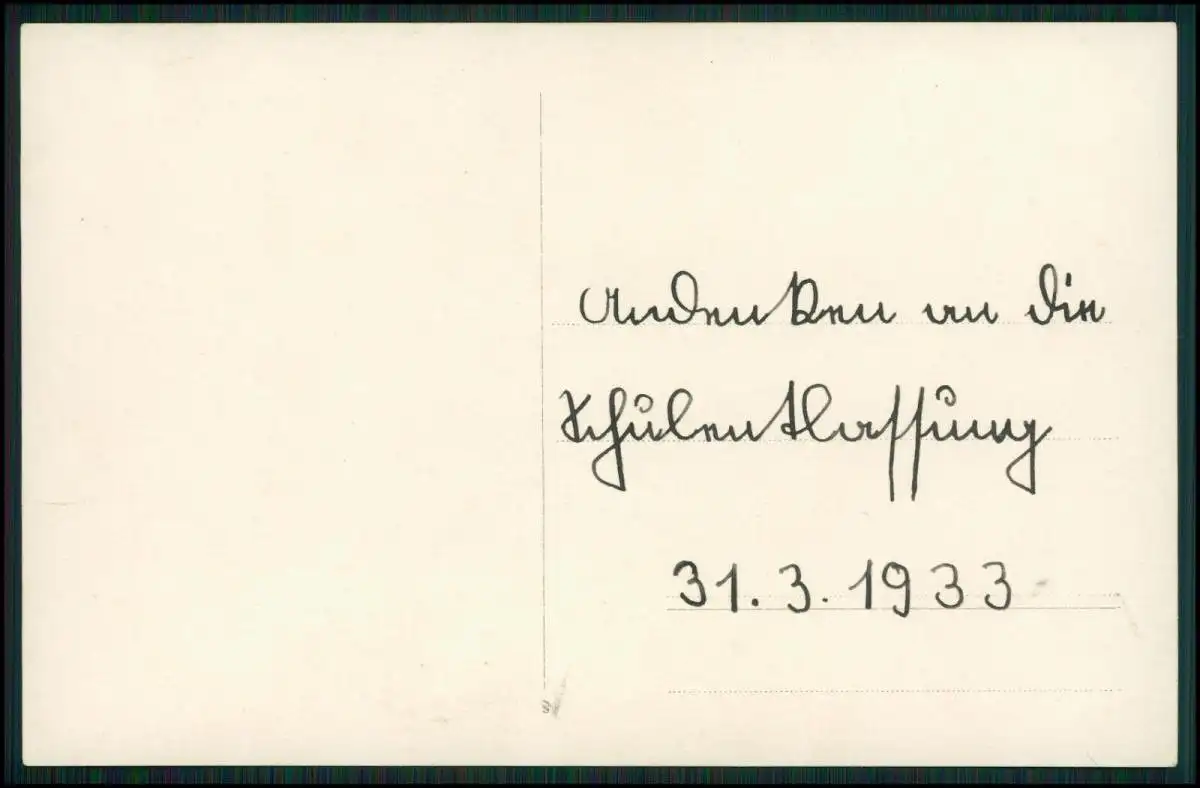 Andenken an die
Schulentlassung
31.3.1933